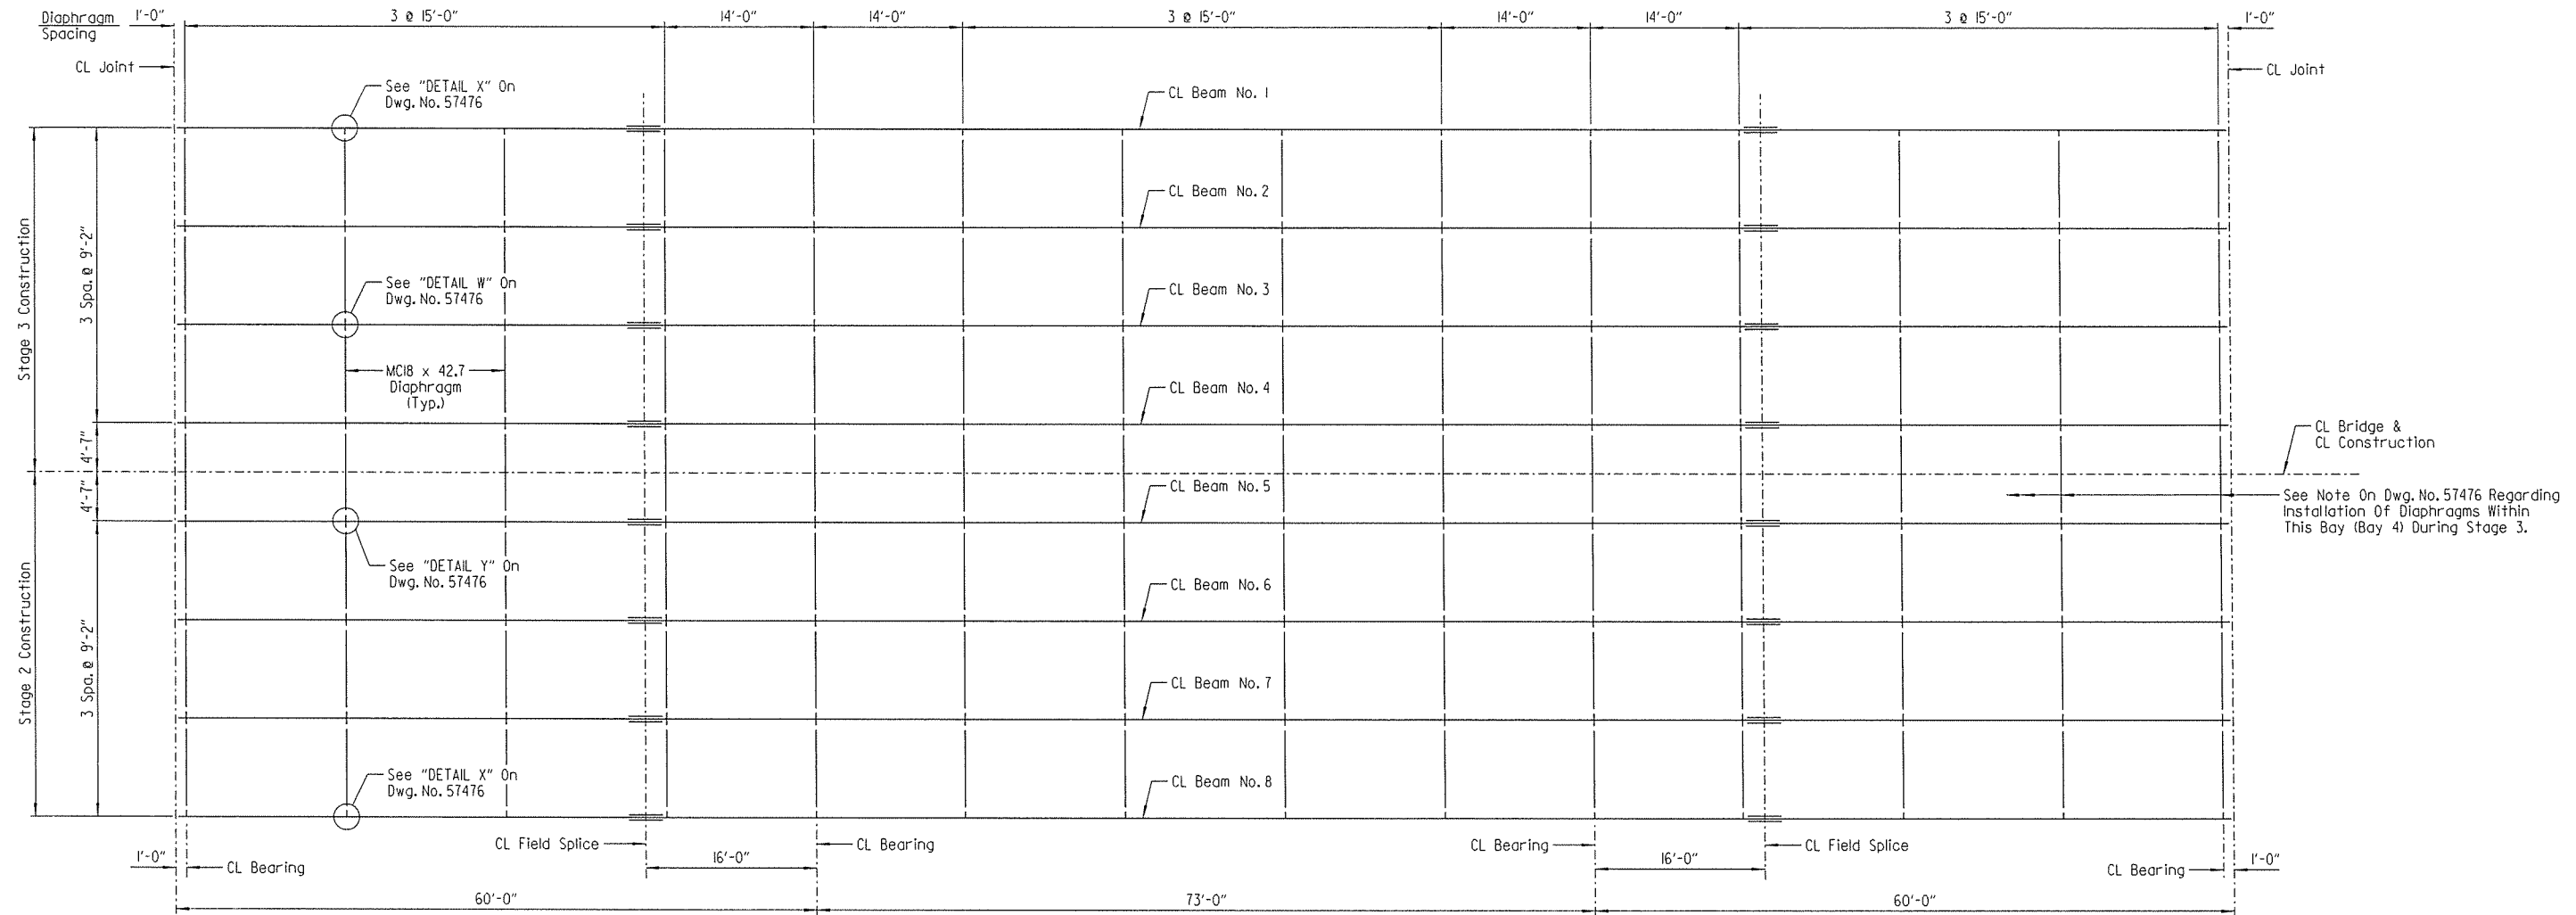 Diaphragm
Spacing
1'-0"
3 @ 15'-0"
14'-0"
14'-0"
3 @ 15'-0"
14'-0"
14'-0"
3 @ 15'-0"
1'-0"
CL Joint
CL Joint
See "DETAIL X" On
Dwg. No. 57476
CL Beam No. 1
CL Beam No. 2
See "DETAIL W" On
Dwg. No. 57476
CL Beam No. 3
Stage 3 Construction
3 Spa. @ 9'-2"
MC18 x 42.7
Diaphragm
(Typ.)
CL Beam No. 4
4'-7"
CL Bridge &
CL Construction
4'-7"
CL Beam No. 5
See Note On Dwg. No. 57476 Regarding
Installation Of Diaphragms Within
This Bay (Bay 4) During Stage 3.
See "DETAIL Y" On
Dwg. No. 57476
CL Beam No. 6
Stage 2 Construction
3 Spa. @ 9'-2"
CL Beam No. 7
See "DETAIL X" On
Dwg. No. 57476
CL Beam No. 8
1'-0"
CL Bearing
CL Field Splice
16'-0"
CL Bearing
CL Bearing
16'-0"
CL Field Splice
CL Bearing
1'-0"
60'-0"
73'-0"
60'-0"